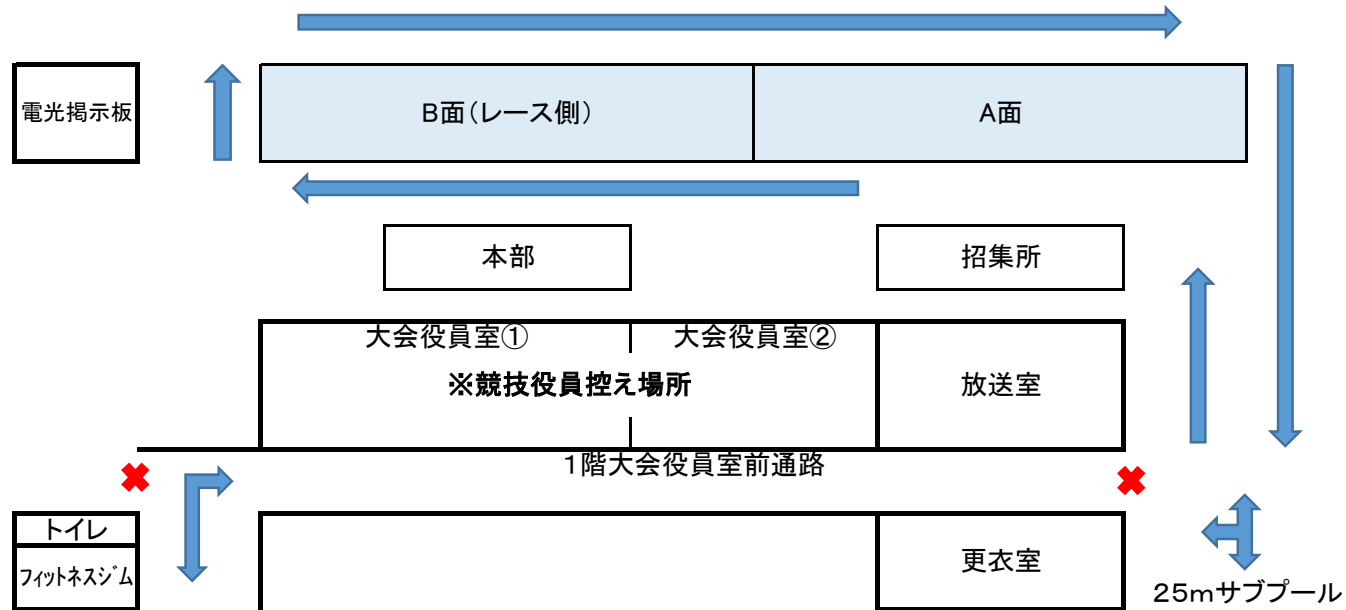 電光掲示板
B面(レース側)
A面
本部
招集所
大会役員室①
大会役員室②
※競技役員控え場所
放送室
1階大会役員室前通路
トイレ
フィットネスジム
更衣室
25mサブプール